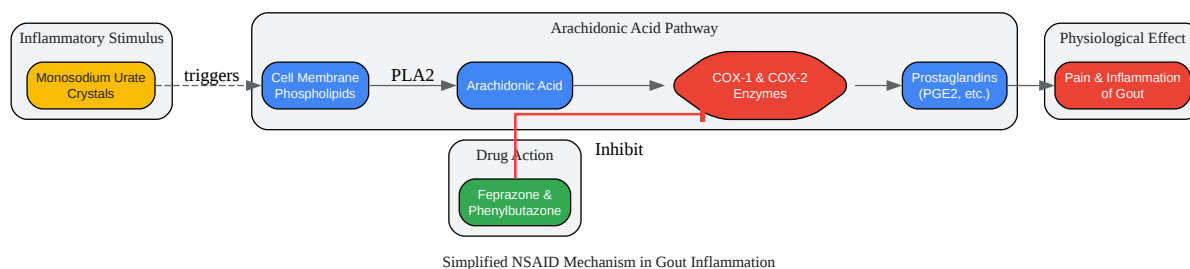 Inflammatory Stimulus
Monosodium Urate
Crystals
triggers
Arachidonic Acid Pathway
Cell Membrane
Phospholipids
PLA2
Arachidonic Acid
COX-1 & COX-2
Enzymes
Prostaglandins
(PGE2, etc.)
Physiological Effect
Pain & Inflammation
of Gout
Inhibit
Drug Action
Feprazone &
Phenylbutazone
Simplified NSAID Mechanism in Gout Inflammation